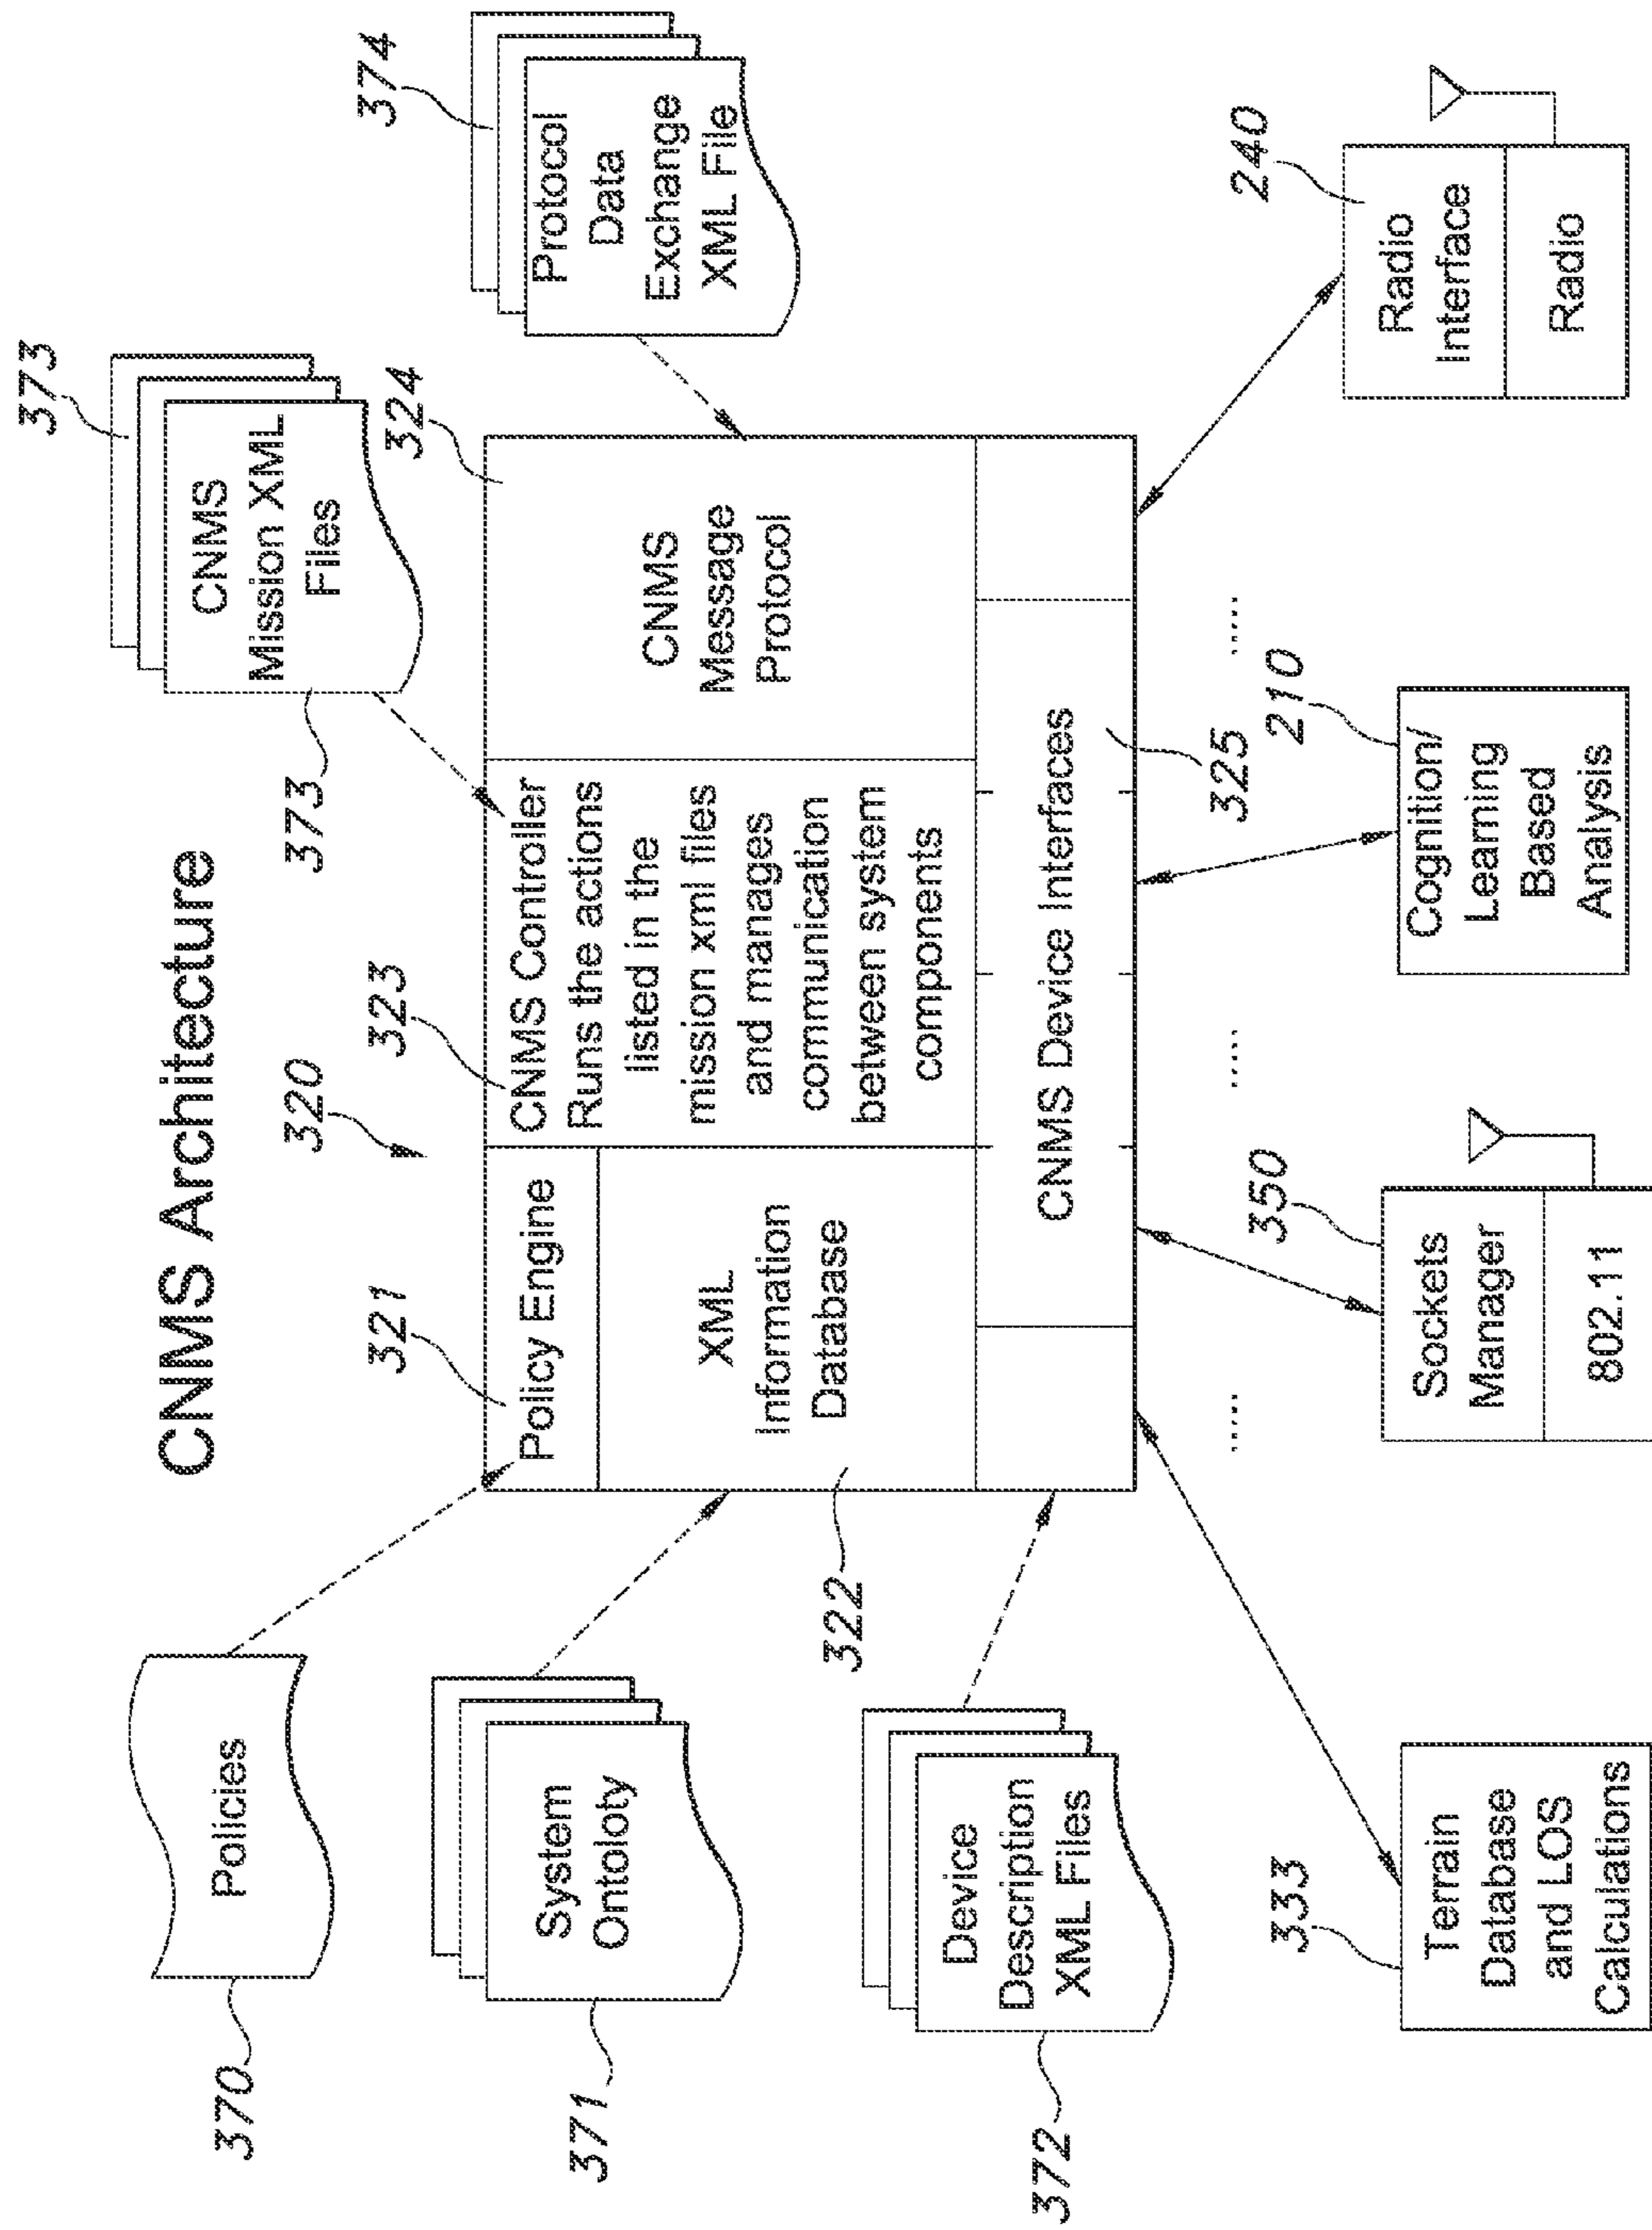 CNMS Architecture
370
Policies
371
System
Ontoloty
372
Device
Description
XML Files
373
CNMS
Mission XML
Files
373
374
Protocol
Data
Exchange
XML File
320
321
Policy Engine
322
XML
Information
Database
323
CNMS Controller
Runs the actions
listed in the
mission xml files
and manages
communication
between system
components
324
CNMS
Message
Protocol
CNMS Device Interfaces
325
.....
.....
.....
333
Terrain
Database
and LOS
Calculations
350
Sockets
Manager
802.11
210
Cognition/
Learning
Based
Analysis
240
Radio
Interface
Radio